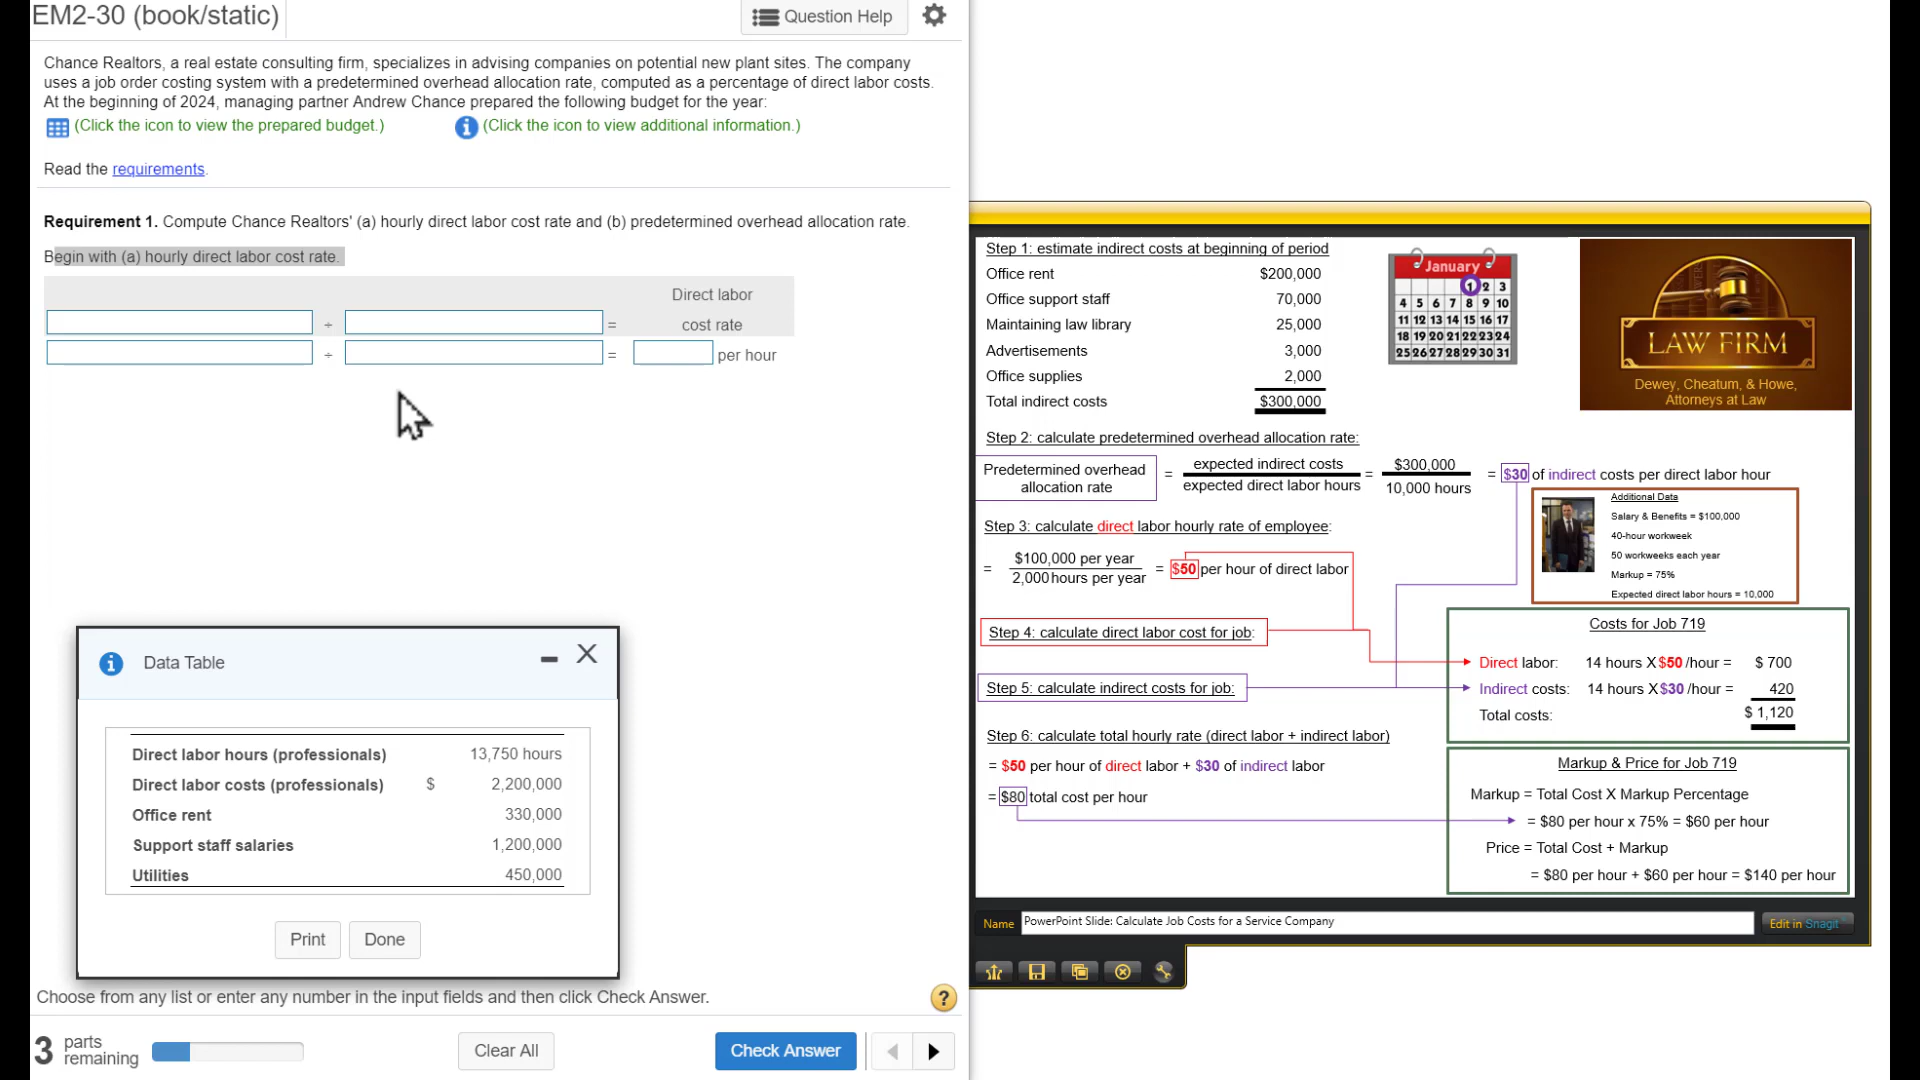 EM2-30 (book/static)
Question Help
Chance Realtors, a real estate consulting firm, specializes in advising companies on potential new plant sites. The company
uses a job order costing system with a predetermined overhead allocation rate, computed as a percentage of direct labor costs.
At the beginning of 2024, managing partner Andrew Chance prepared the following budget for the year:
(Click the icon to view the prepared budget.)
(Click the icon to view additional information.)
Read the requirements.
Requirement 1. Compute Chance Realtors' (a) hourly direct labor cost rate and (b) predetermined overhead allocation rate.
Begin with (a) hourly direct labor cost rate.
Direct labor
÷ = cost rate
÷ = per hour
Data Table
Direct labor hours (professionals) 13,750 hours
Direct labor costs (professionals) $ 2,200,000
Office rent 330,000
Support staff salaries 1,200,000
Utilities 450,000
Print
Done
Choose from any list or enter any number in the input fields and then click Check Answer.
?
3 parts
remaining
Clear All
Check Answer
Step 1: estimate indirect costs at beginning of period
Office rent $200,000
Office support staff 70,000
Maintaining law library 25,000
Advertisements 3,000
Office supplies 2,000
Total indirect costs $300,000
January
1 2 3
4 5 6 7 8 9 10
11 12 13 14 15 16 17
18 19 20 21 22 23 24
25 26 27 28 29 30 31
LAW FIRM
Dewey, Cheatum, & Howe,
Attorneys at Law
Step 2: calculate predetermined overhead allocation rate:
Predetermined overhead
allocation rate
= expected indirect costs
expected direct labor hours
= $300,000
10,000 hours
= $30 of indirect costs per direct labor hour
Additional Data
Salary & Benefits = $100,000
40-hour workweek
50 workweeks each year
Markup = 75%
Expected direct labor hours = 10,000
Step 3: calculate direct labor hourly rate of employee:
= $100,000 per year
2,000 hours per year
= $50 per hour of direct labor
Step 4: calculate direct labor cost for job:
Step 5: calculate indirect costs for job:
Costs for Job 719
Direct labor: 14 hours X $50 /hour = $ 700
Indirect costs: 14 hours X $30 /hour = 420
Total costs: $ 1,120
Step 6: calculate total hourly rate (direct labor + indirect labor)
= $50 per hour of direct labor + $30 of indirect labor
= $80 total cost per hour
Markup & Price for Job 719
Markup = Total Cost X Markup Percentage
= $80 per hour x 75% = $60 per hour
Price = Total Cost + Markup
= $80 per hour + $60 per hour = $140 per hour
Name
PowerPoint Slide: Calculate Job Costs for a Service Company
Edit in Snagit